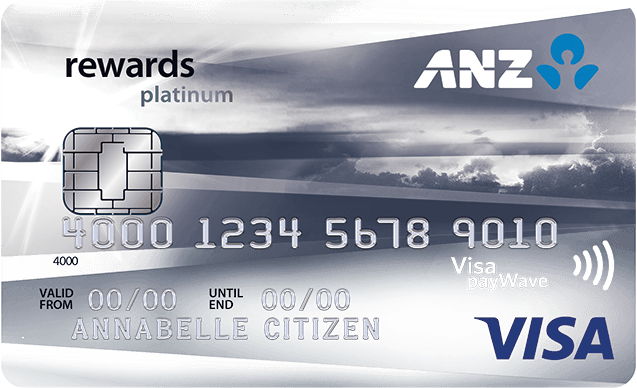 rewards
platinum
ANZ
4000 1234 5678 9010
4000
Visa
payWave
VALID FROM 00/00 UNTIL END 00/00
ANNABELLE CITIZEN
VISA